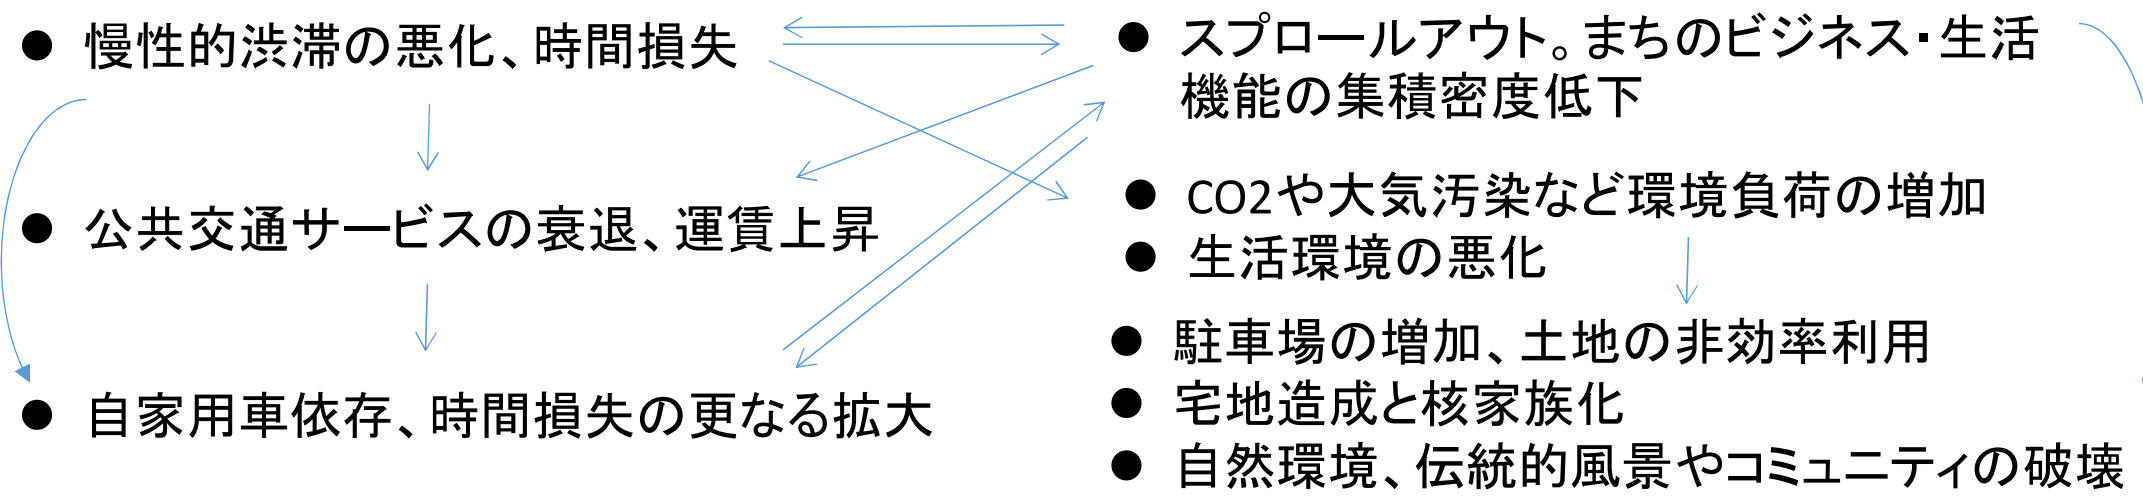 ● 慢性的渋滞の悪化、時間損失
● 公共交通サービスの衰退、運賃上昇
● 自家用車依存、時間損失の更なる拡大
● スプロールアウト。まちのビジネス・生活
機能の集積密度低下
● CO2や大気汚染など環境負荷の増加
● 生活環境の悪化
● 駐車場の増加、土地の非効率利用
● 宅地造成と核家族化
● 自然環境、伝統的風景やコミュニティの破壊